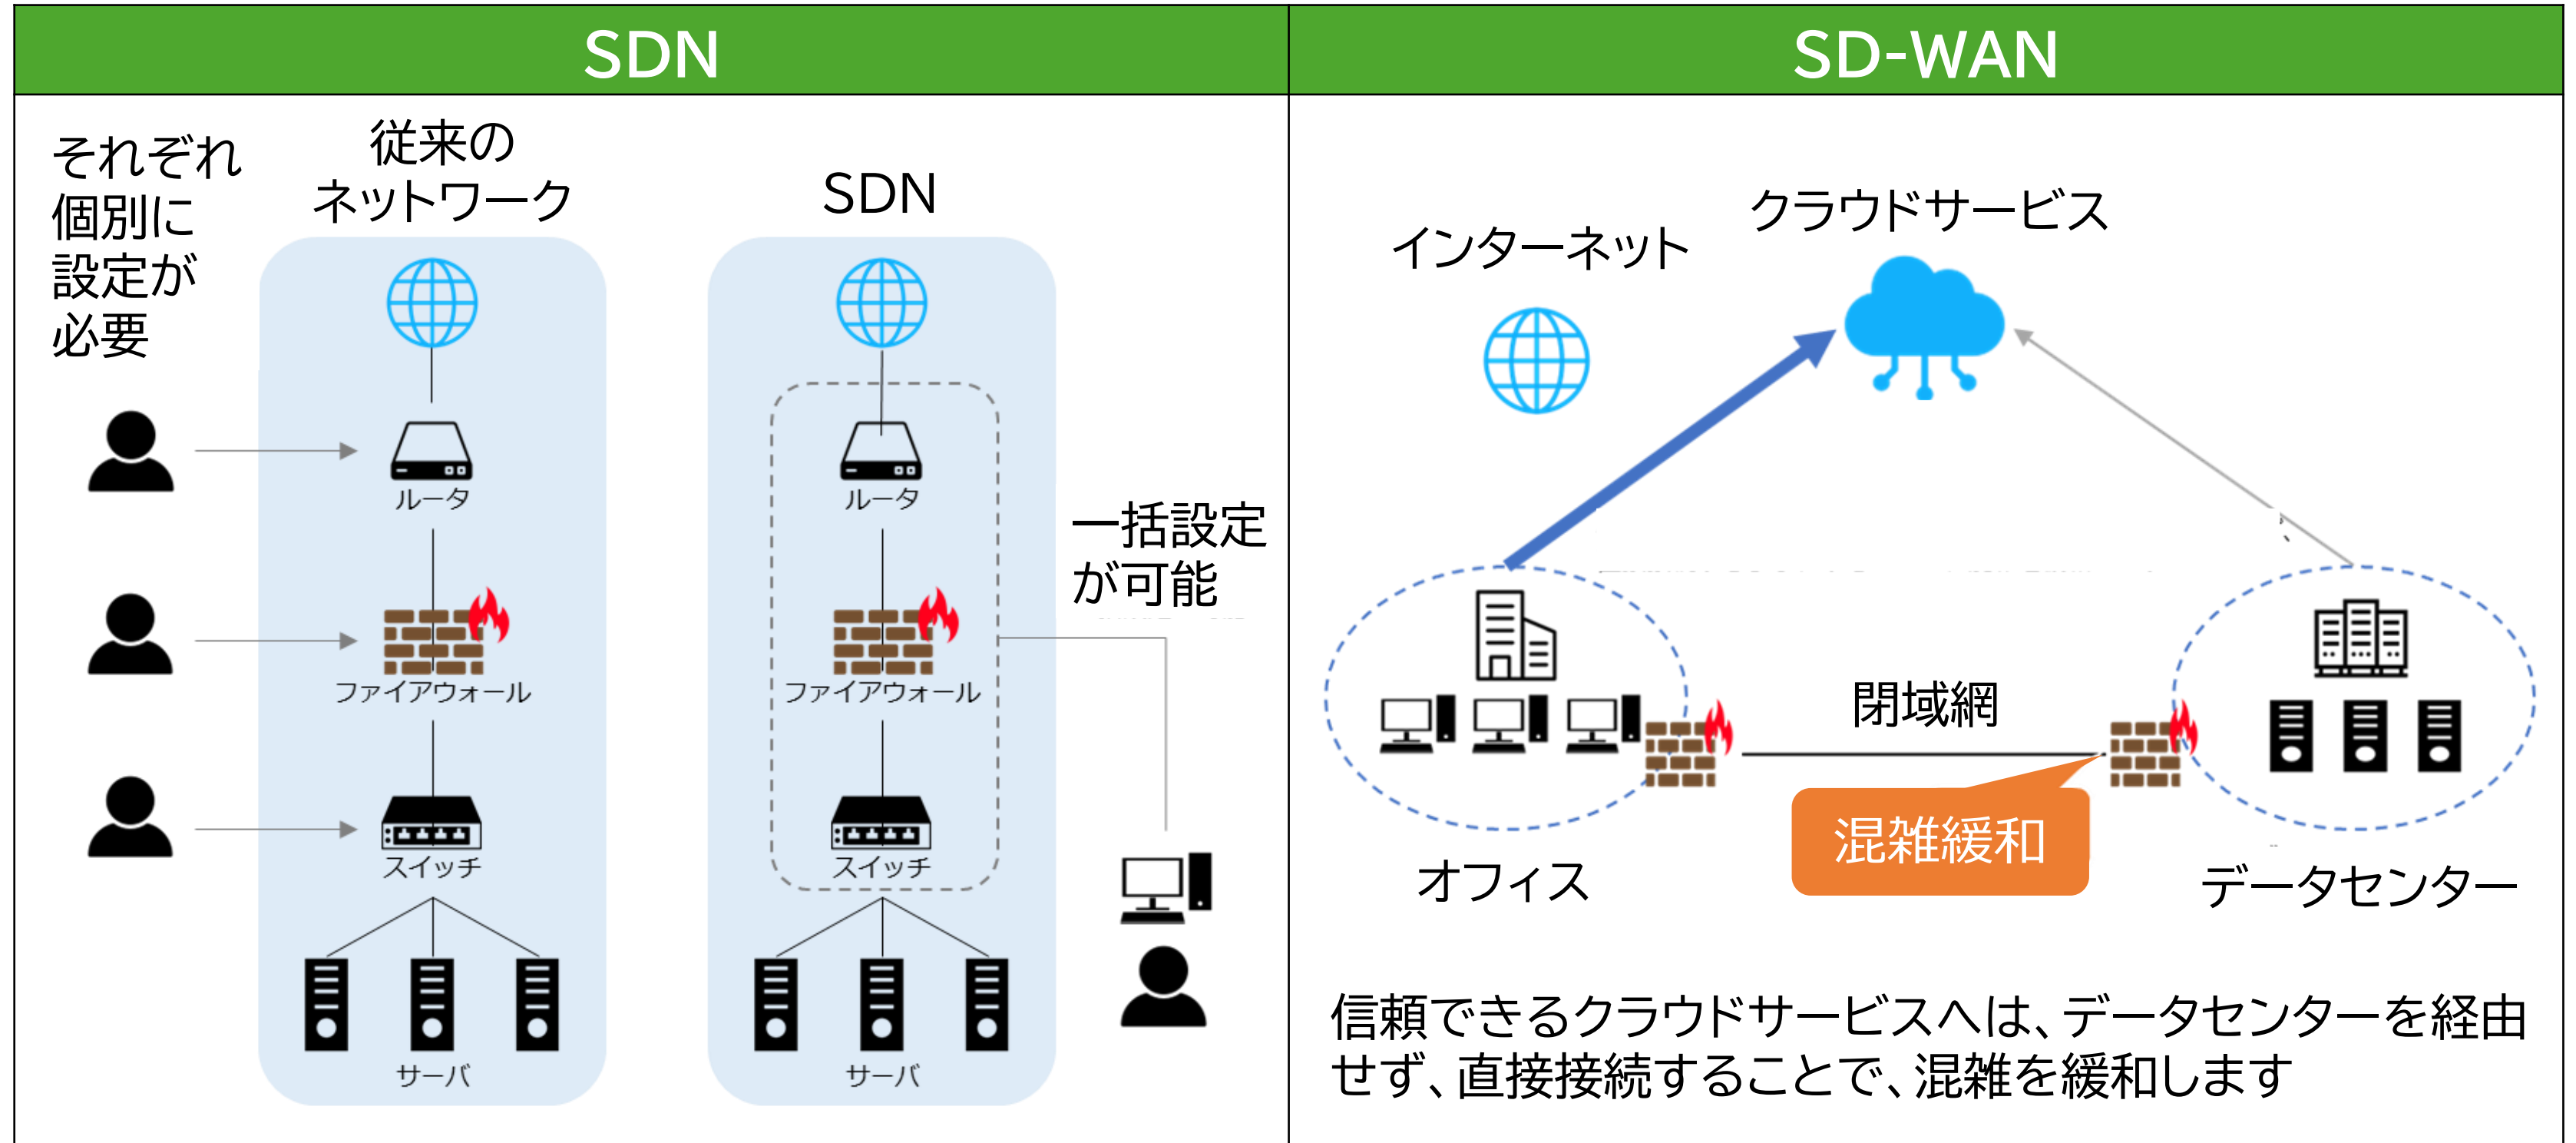 SDN
SD-WAN
それぞれ
個別に
設定が
必要
従来の
ネットワーク
ルータ
ファイアウォール
スイッチ
サーバ
SDN
ルータ
ファイアウォール
スイッチ
サーバ
一括設定
が可能
インターネット
クラウドサービス
閉域網
混雑緩和
オフィス
データセンター
信頼できるクラウドサービスへは、データセンターを経由
せず、直接接続することで、混雑を緩和します